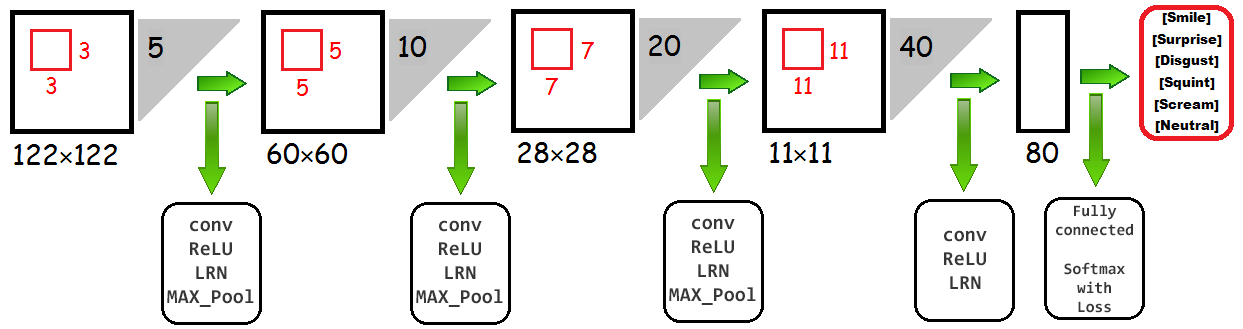 3
3
5
122×122
5
5
10
60×60
7
7
20
28×28
11
11
40
11×11
80
[Smile]
[Surprise]
[Disgust]
[Squint]
[Scream]
[Neutral]
conv
ReLU
LRN
MAX_Pool
conv
ReLU
LRN
MAX_Pool
conv
ReLU
LRN
MAX_Pool
conv
ReLU
LRN
Fully
connected
Softmax
with
Loss